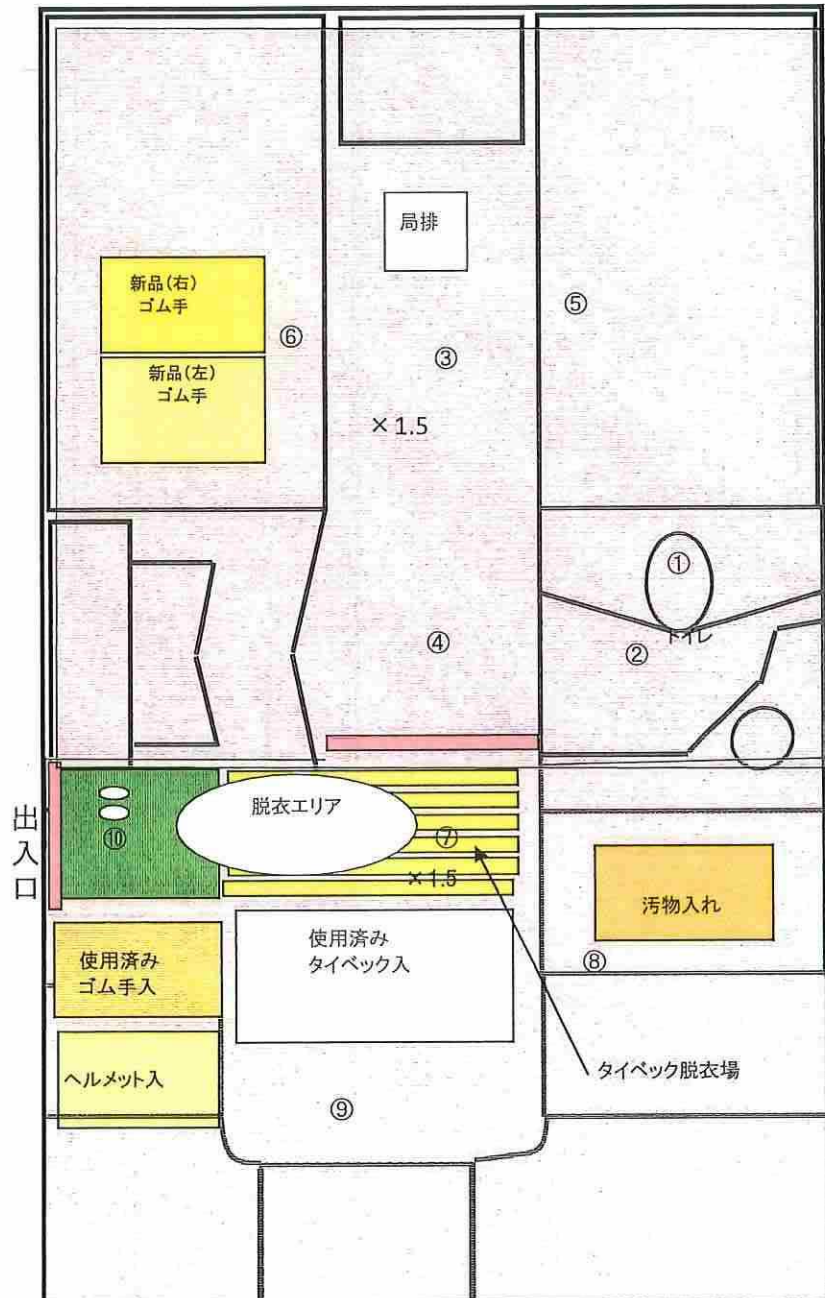 局排
新品(右)
ゴム手
⑥
⑤
③
新品(左)
ゴム手
×1.5
①
④
②
トイレ
出入口
⑩
脱衣エリア
⑦
×1.5
汚物入れ
使用済み
ゴム手入
使用済み
タイベック入
⑧
ヘルメット入
タイベック脱衣場
⑨